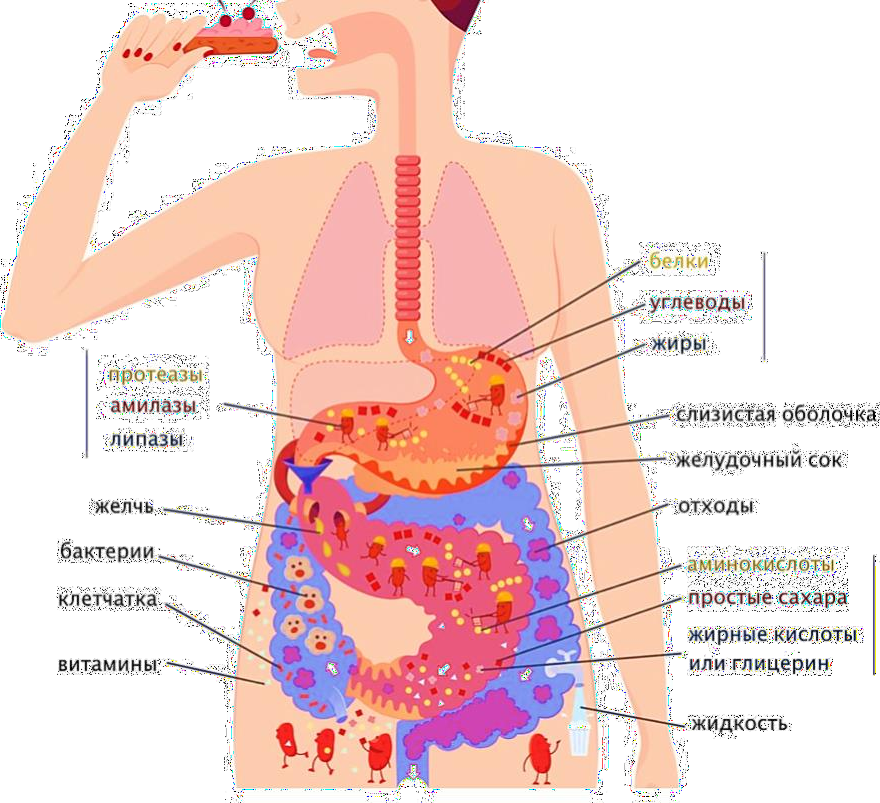 белки
углеводы
жиры
протеазы
амилазы
липазы
слизистая оболочка
желудочный сок
желчь
отходы
бактерии
аминокислоты
клетчатка
простые сахара
жирные кислоты
или глицерин
витамины
жидкость